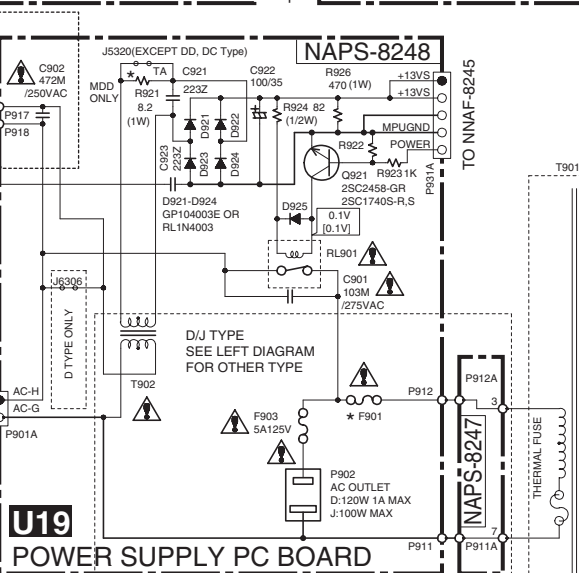 J5320(EXCEPT DD, DC Type)
NAPS-8248
C902
472M
/250VAC
P917
P918
MDD
ONLY
*
TA
R921
8.2
(1W)
C921
223Z
C922
100/35
R926
470 (1W)
R924 82
(1/2W)
+13VS
+13VS
MPUGND
POWER
TO NNAF-8245
P931A
R922
R9231K
D921
D922
D923
D924
C923
223Z
Q921
2SC2458-GR
2SC1740S-R,S
D921-D924
GP104003E OR
RL1N4003
D925
0.1V
[0.1V]
RL901
C901
103M
/275VAC
T901
J6306
D TYPE ONLY
D/J TYPE
SEE LEFT DIAGRAM
FOR OTHER TYPE
T902
AC-H
AC-G
P901A
F903
5A125V
* F901
P912
P912A
3
NAPS-8247
THERMAL FUSE
P902
AC OUTLET
D:120W 1A MAX
J:100W MAX
P911
P911A
7
U19
POWER SUPPLY PC BOARD